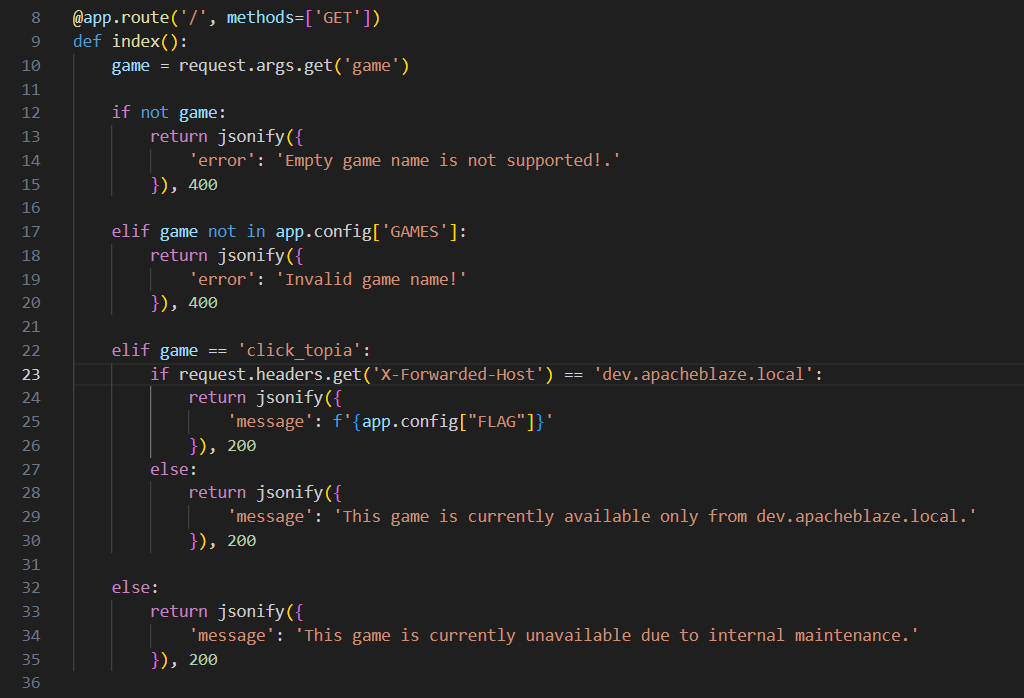 8 @app.route('/', methods=['GET'])
9 def index():
10     game = request.args.get('game')
11
12     if not game:
13         return jsonify({
14             'error': 'Empty game name is not supported!.'
15         }), 400
16
17     elif game not in app.config['GAMES']:
18         return jsonify({
19             'error': 'Invalid game name!'
20         }), 400
21
22     elif game == 'click_topia':
23         if request.headers.get('X-Forwarded-Host') == 'dev.apacheblaze.local':
24             return jsonify({
25                 'message': f'{app.config["FLAG"]}'
26             }), 200
27         else:
28             return jsonify({
29                 'message': 'This game is currently available only from dev.apacheblaze.local.'
30             }), 200
31
32     else:
33         return jsonify({
34             'message': 'This game is currently unavailable due to internal maintenance.'
35         }), 200
36